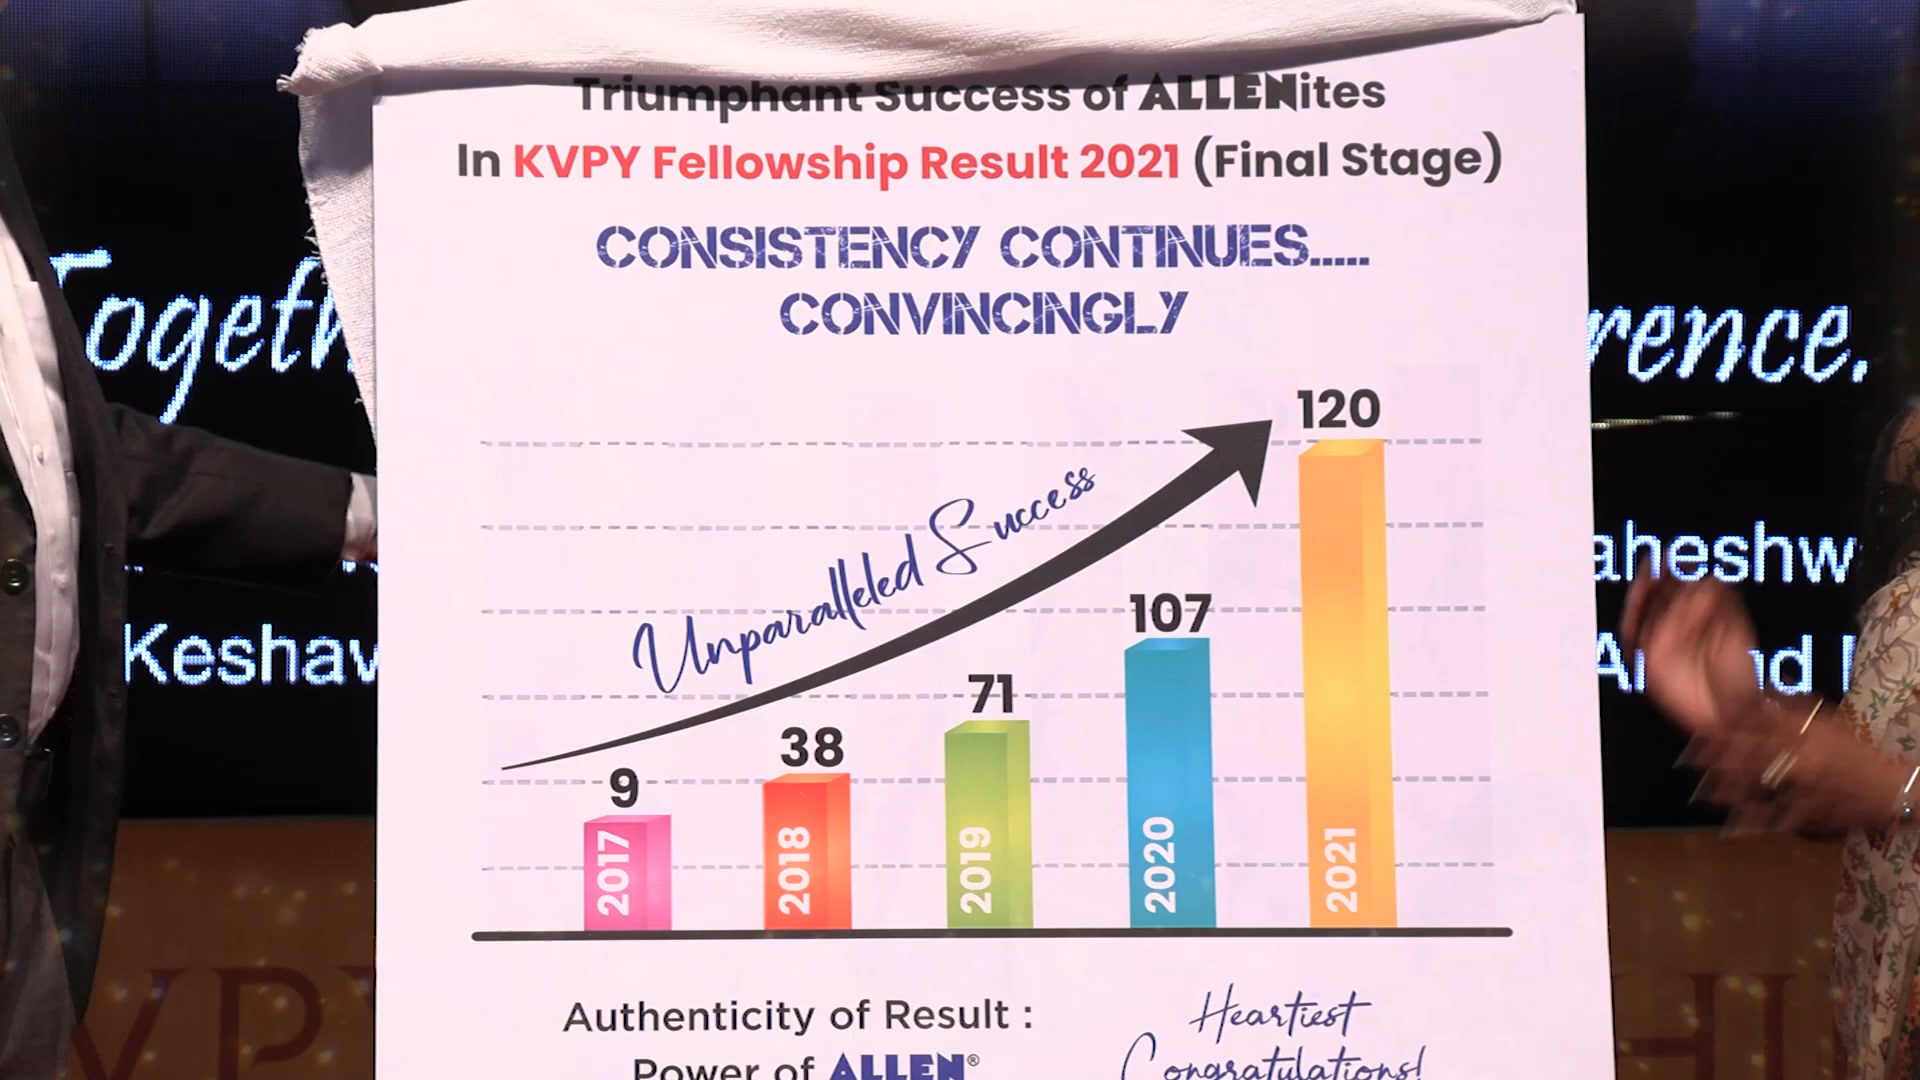 Triumphant Success of ALLENites
In KVPY Fellowship Result 2021 (Final Stage)
CONSISTENCY CONTINUES.....
CONVINCINGLY
Unparalleled Success
120
107
71
38
9
2017
2018
2019
2020
2021
Authenticity of Result :
Power of ALLEN®
Heartiest
Congratulations!
Keshav